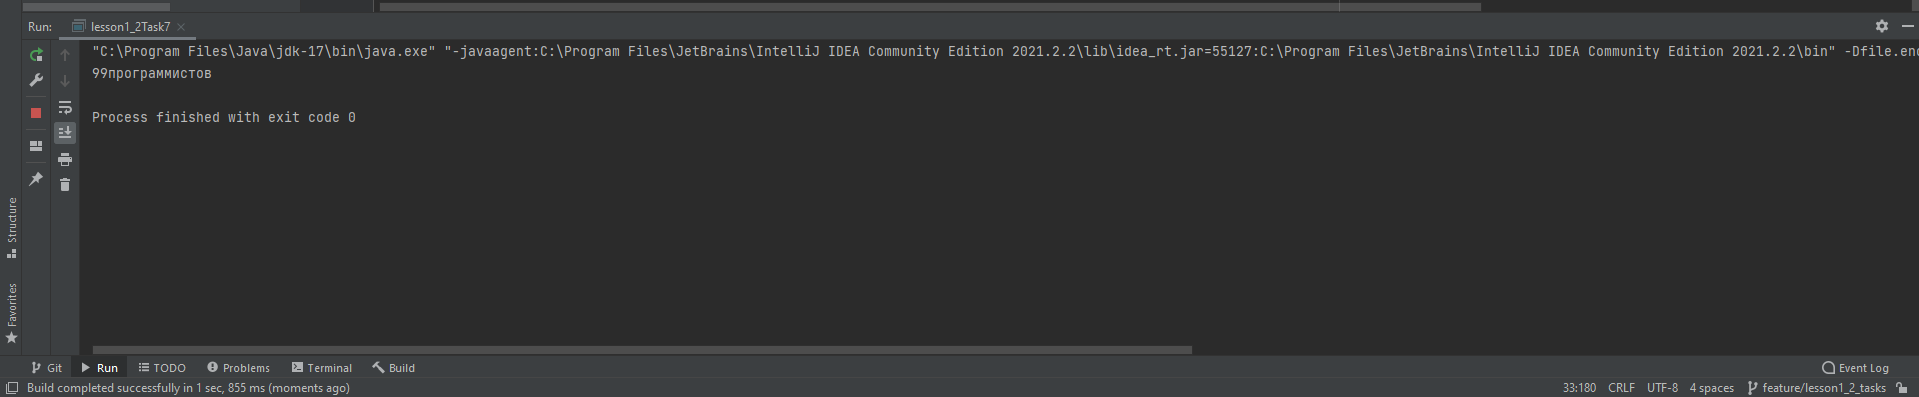 Run: lesson1_2Task7
"C:\Program Files\Java\jdk-17\bin\java.exe" "-javaagent:C:\Program Files\JetBrains\IntelliJ IDEA Community Edition 2021.2.2\lib\idea_rt.jar=55127:C:\Program Files\JetBrains\IntelliJ IDEA Community Edition 2021.2.2\bin" -Dfile.enc
99программистов
Process finished with exit code 0
Structure
Favorites
Git Run TODO Problems Terminal Build Event Log
Build completed successfully in 1 sec, 855 ms (moments ago) 33:180 CRLF UTF-8 4 spaces feature/lesson1_2_tasks